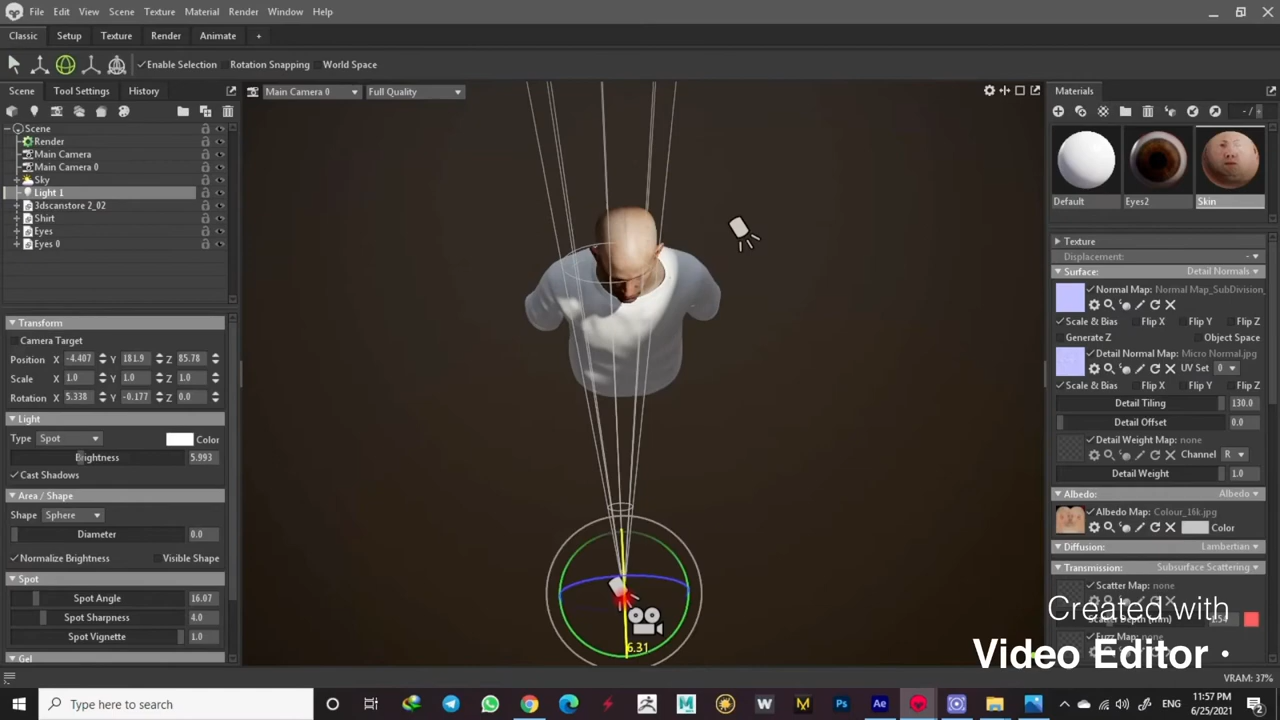 File Edit View Scene Texture Material Render Window Help
Classic Setup Texture Render Animate +
Enable Selection Rotation Snapping World Space
Scene Tool Settings History
Main Camera 0 Full Quality
Materials
Scene
Render
Main Camera
Main Camera 0
Sky
Light 1
3dscanstore 2_02
Shirt
Eyes
Eyes 0
Transform
Camera Target
Position X -4.407 Y 181.9 Z 85.78
Scale X 1.0 Y 1.0 Z 1.0
Rotation X 5.338 Y -0.177 Z 0.0
Light
Type Spot Color
Brightness 5.993
Cast Shadows
Area / Shape
Shape Sphere
Diameter 0.0
Normalize Brightness Visible Shape
Spot
Spot Angle 16.07
Spot Sharpness 4.0
Spot Vignette 1.0
Gel
6.31
Default Eyes2 Skin
Texture
Displacement:
Surface: Detail Normals
Normal Map: Normal Map_SubDivision_
Scale & Bias Flip X Flip Y Flip Z
Generate Z Object Space
Detail Normal Map: Micro Normal.jpg
UV Set 0
Scale & Bias Flip X Flip Y Flip Z
Detail Tiling 130.0
Detail Offset 0.0
Detail Weight Map: none
Channel R
Detail Weight 1.0
Albedo: Albedo
Albedo Map: Colour_16k.jpg
Color
Diffusion: Lambertian
Transmission: Subsurface Scattering
Scatter Map: none
Fuzz Map: none
Created with
Video Editor •
VRAM: 37%
Type here to search
ENG
11:57 PM
6/25/2021